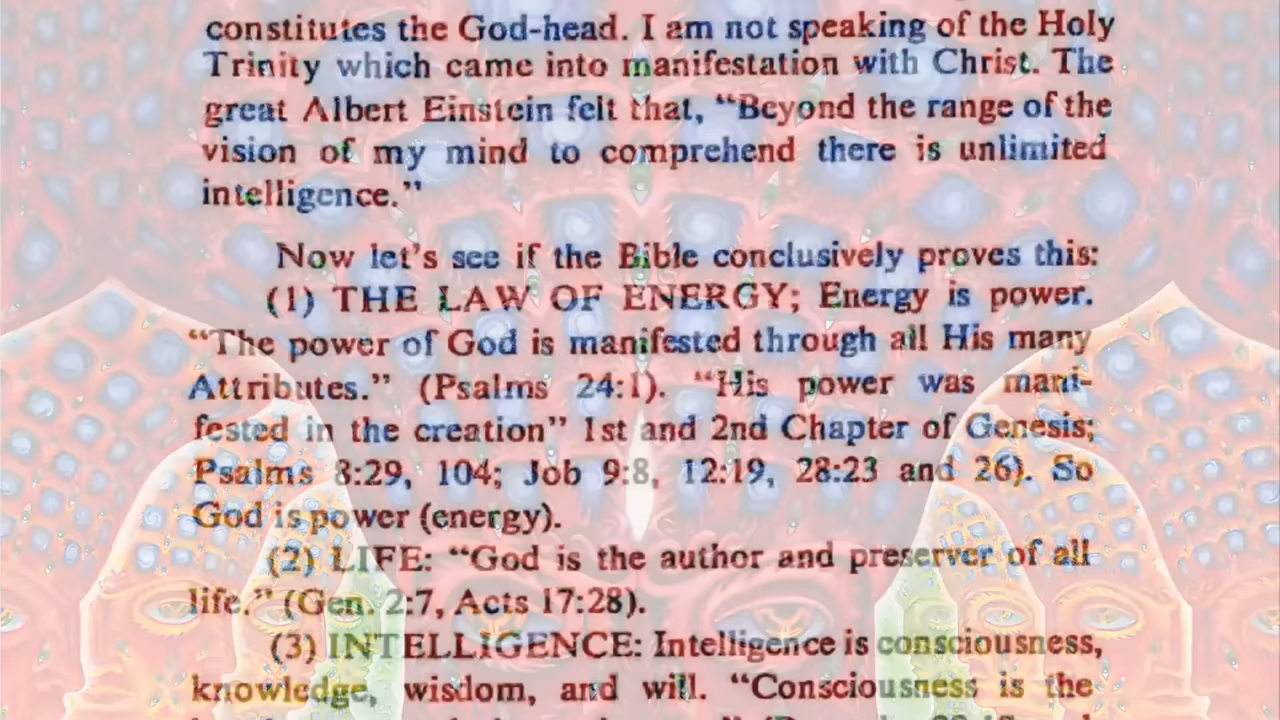 constitutes the God-head. I am not speaking of the Holy
Trinity which came into manifestation with Christ. The
great Albert Einstein felt that, “Beyond the range of the
vision of my mind to comprehend there is unlimited
intelligence.”
Now let's see if the Bible conclusively proves this:
(1) THE LAW OF ENERGY; Energy is power.
“The power of God is manifested through all His many
Attributes.” (Psalms 24:1). “His power was mani-
fested in the creation” 1st and 2nd Chapter of Genesis;
Psalms 8:29, 104; Job 9:8, 12:19, 28:23 and 26). So
God is power (energy).
(2) LIFE: “God is the author and preserver of all
life.” (Gen. 2:7, Acts 17:28).
(3) INTELLIGENCE: Intelligence is consciousness,
knowledge, wisdom, and will. “Consciousness is the